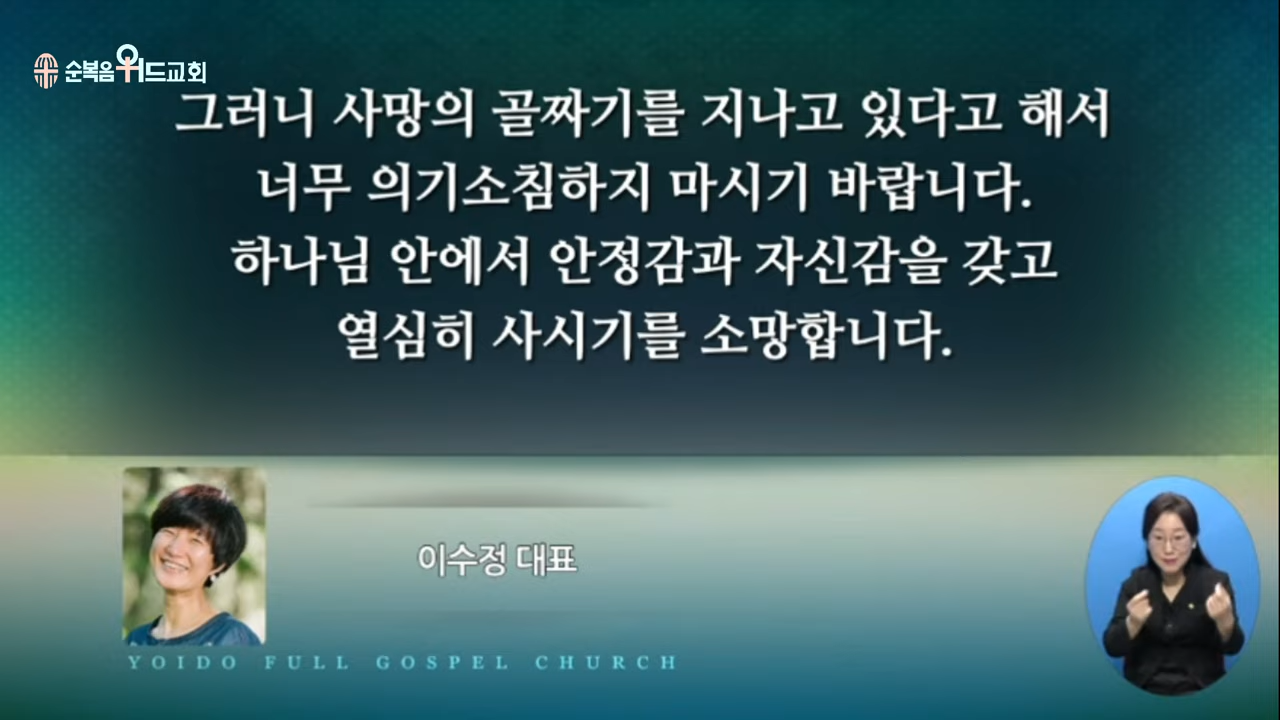 순복음워드교회
그러니 사망의 골짜기를 지나고 있다고 해서
너무 의기소침하지 마시기 바랍니다.
하나님 안에서 안정감과 자신감을 갖고
열심히 사시기를 소망합니다.
이수정 대표
YOIDO FULL GOSPEL CHURCH